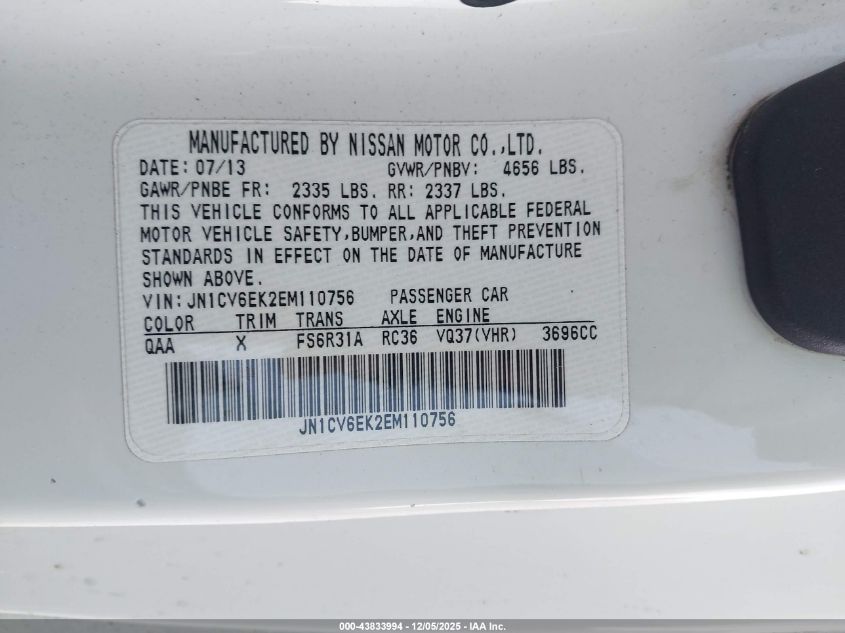 MANUFACTURED BY NISSAN MOTOR CO.,LTD.
DATE: 07/13 GVWR/PNBV: 4656 LBS.
GAWR/PNBE FR: 2335 LBS. RR: 2337 LBS.
THIS VEHICLE CONFORMS TO ALL APPLICABLE FEDERAL
MOTOR VEHICLE SAFETY,BUMPER,AND THEFT PREVENTION
STANDARDS IN EFFECT ON THE DATE OF MANUFACTURE
SHOWN ABOVE.
VIN:JN1CV6EK2EM110756 PASSENGER CAR
COLOR TRIM TRANS AXLE ENGINE
QAA X FS6R31A RC36 VQ37(VHR) 3696CC
JN1CV6EK2EM110756
000-43833994 - 12/05/2025 - IAA Inc.